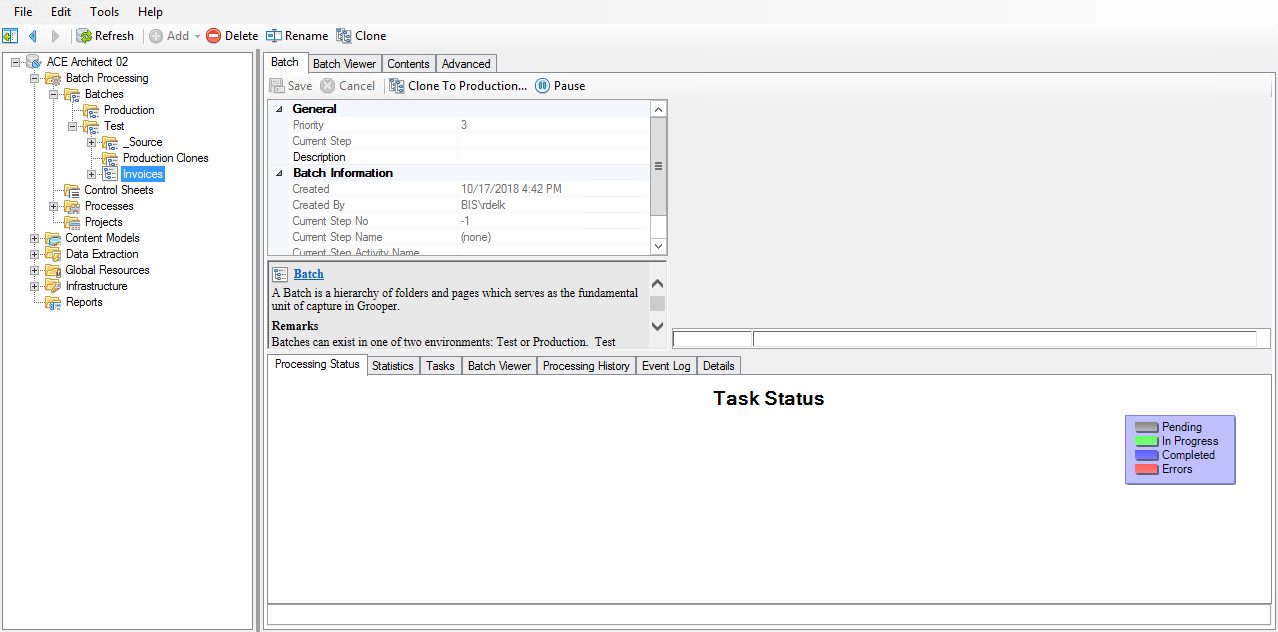 File Edit Tools Help
Refresh Add Delete Rename Clone
ACE Architect 02
Batch Processing
Batches
Production
Test
_Source
Production Clones
Invoices
Control Sheets
Processes
Projects
Content Models
Data Extraction
Global Resources
Infrastructure
Reports
Batch Batch Viewer Contents Advanced
Save Cancel Clone To Production... Pause
General
Priority 3
Current Step
Description
Batch Information
Created 10/17/2018 4:42 PM
Created By BIS\rdelk
Current Step No -1
Current Step Name (none)
Current Step Activity Name
Batch
A Batch is a hierarchy of folders and pages which serves as the fundamental
unit of capture in Grooper.
Remarks
Batches can exist in one of two environments: Test or Production. Test
Processing Status Statistics Tasks Batch Viewer Processing History Event Log Details
Task Status
Pending
In Progress
Completed
Errors